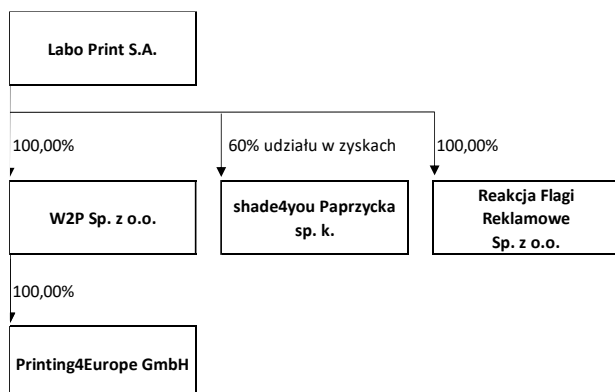 Labo Print S.A.
100,00%
60% udziału w zyskach
100,00%
W2P Sp. z o.o.
shade4you Paprzycka
sp. k.
Reakcja Flagi
Reklamowe
Sp. z o.o.
100,00%
Printing4Europe GmbH